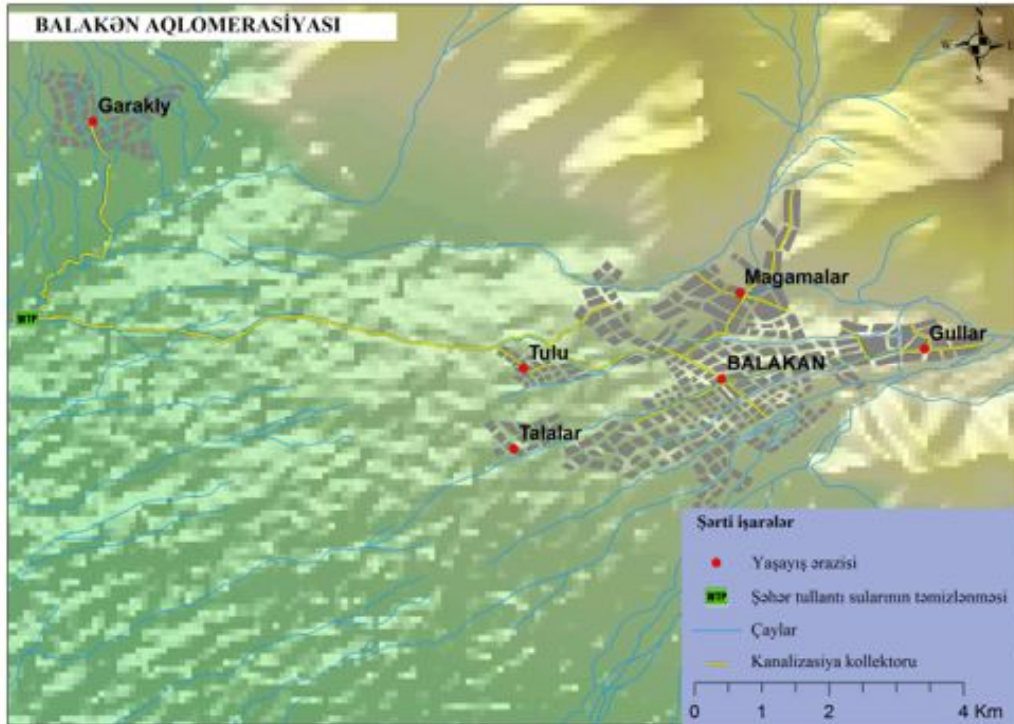 BALAKƏN AQLOMERASİYASI
N
W E
S
Garakly
Magamalar
Gullar
WTP
Tulu
BALAKAN
Talalar
Şərti işarələr
Yaşayış ərazisi
WTP Şəhər tullantı sularının təmizlənməsi
Çaylar
Kanalizasiya kollektoru
0 1 2 4 Km